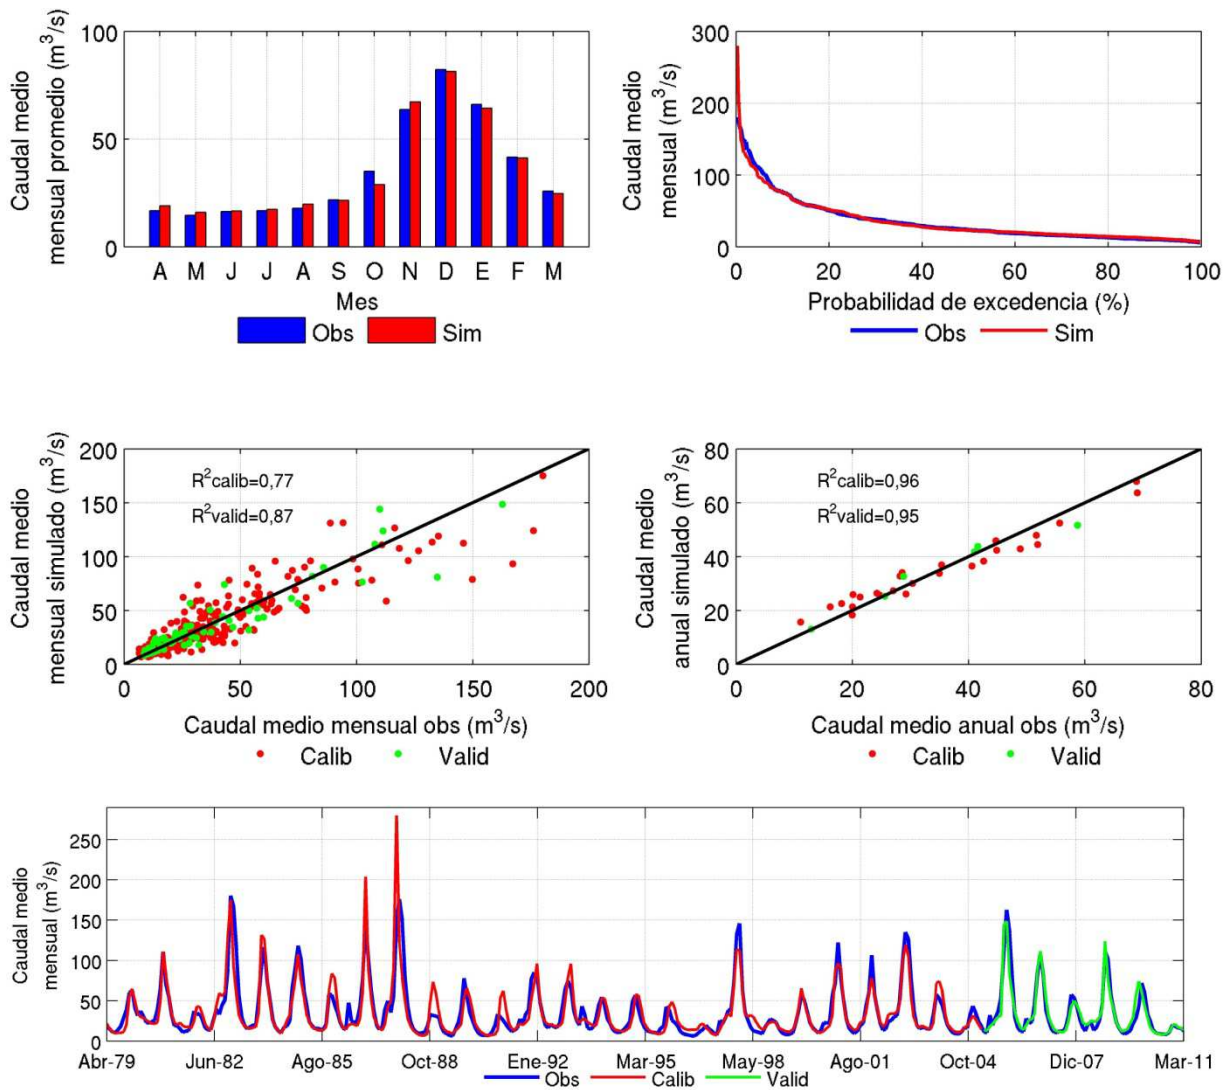 Caudal medio
mensual promedio (m³/s)
100
50
0
A M J J A S O N D E F M
Mes
Obs Sim
Caudal medio
mensual (m³/s)
300
200
100
0
0 20 40 60 80 100
Probabilidad de excedencia (%)
Obs Sim
Caudal medio
mensual simulado (m³/s)
200
150
100
50
0
R²calib=0,77
R²valid=0,87
0 50 100 150 200
Caudal medio mensual obs (m³/s)
Calib Valid
Caudal medio
anual simulado (m³/s)
80
60
40
20
0
R²calib=0,96
R²valid=0,95
0 20 40 60 80
Caudal medio anual obs (m³/s)
Calib Valid
Caudal medio
mensual (m³/s)
250
200
150
100
50
0
Abr-79 Jun-82 Ago-85 Oct-88 Ene-92 Mar-95 May-98 Ago-01 Oct-04 Dic-07 Mar-11
Obs Calib Valid